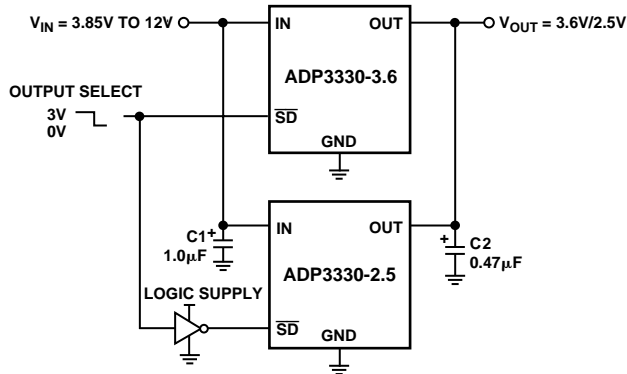 V_IN = 3.85V TO 12V
IN
OUT
V_OUT = 3.6V/2.5V
ADP3330-3.6
OUTPUT SELECT
3V
0V
SD
GND
IN
OUT
C1
+
1.0μF
ADP3330-2.5
+
C2
0.47μF
LOGIC SUPPLY
SD
GND